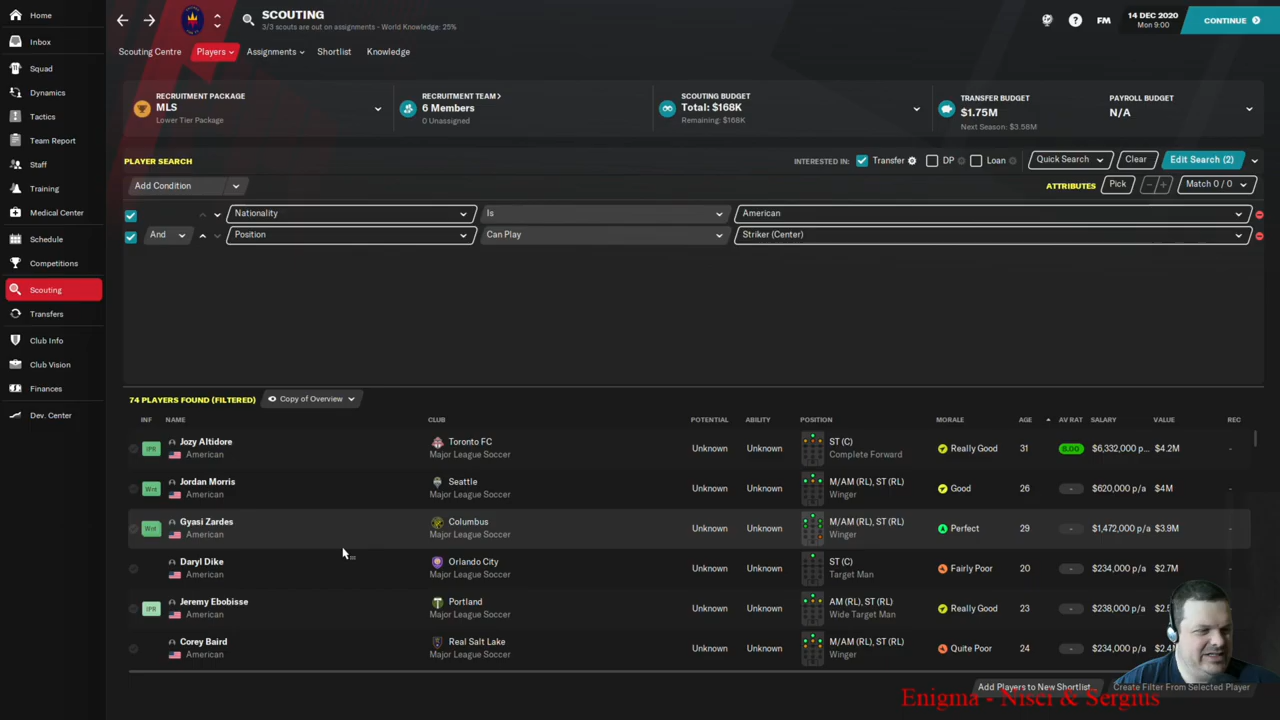 Home
SCOUTING
3/3 scouts are out on assignments - World Knowledge: 25%
FM
14 DEC 2020
Mon 9:00
CONTINUE
Inbox
Scouting Centre
Players
Assignments
Shortlist
Knowledge
Squad
Dynamics
Tactics
Team Report
Staff
Training
Medical Center
Schedule
Competitions
Scouting
Transfers
Club Info
Club Vision
Finances
Dev. Center
RECRUITMENT PACKAGE
MLS
Lower Tier Package
RECRUITMENT TEAM >
6 Members
0 Unassigned
SCOUTING BUDGET
Total: $168K
Remaining: $168K
TRANSFER BUDGET
$1.75M
Next Season: $3.58M
PAYROLL BUDGET
N/A
PLAYER SEARCH
INTERESTED IN: Transfer DP Loan
Quick Search
Clear
Edit Search (2)
Add Condition
ATTRIBUTES
Pick
Match 0 / 0
Nationality Is American
And Position Can Play Striker (Center)
74 PLAYERS FOUND (FILTERED)
Copy of Overview
INF NAME CLUB POTENTIAL ABILITY POSITION MORALE AGE AV RAT SALARY VALUE REC
IPR Jozy Altidore Toronto FC Unknown Unknown ST (C) Really Good 31 8.00 $6,332,000 p... $4.2M -
American Major League Soccer Complete Forward
Wnt Jordan Morris Seattle Unknown Unknown M/AM (RL), ST (RL) Good 26 - $620,000 p/a $4M -
American Major League Soccer Winger
Wnt Gyasi Zardes Columbus Unknown Unknown M/AM (RL), ST (RL) Perfect 29 - $1,472,000 p/a $3.9M -
American Major League Soccer Winger
Daryl Dike Orlando City Unknown Unknown ST (C) Fairly Poor 20 - $234,000 p/a $2.7M -
American Major League Soccer Target Man
IPR Jeremy Ebobisse Portland Unknown Unknown AM (RL), ST (RL) Really Good 23 - $238,000 p/a
American Major League Soccer Wide Target Man
Corey Baird Real Salt Lake Unknown Unknown M/AM (RL), ST (RL) Quite Poor 24 - $234,000 p/a
American Major League Soccer Winger
Add Players to New Shortlist...
Create Filter From Selected Player
Enigma - Nisci & Sergius